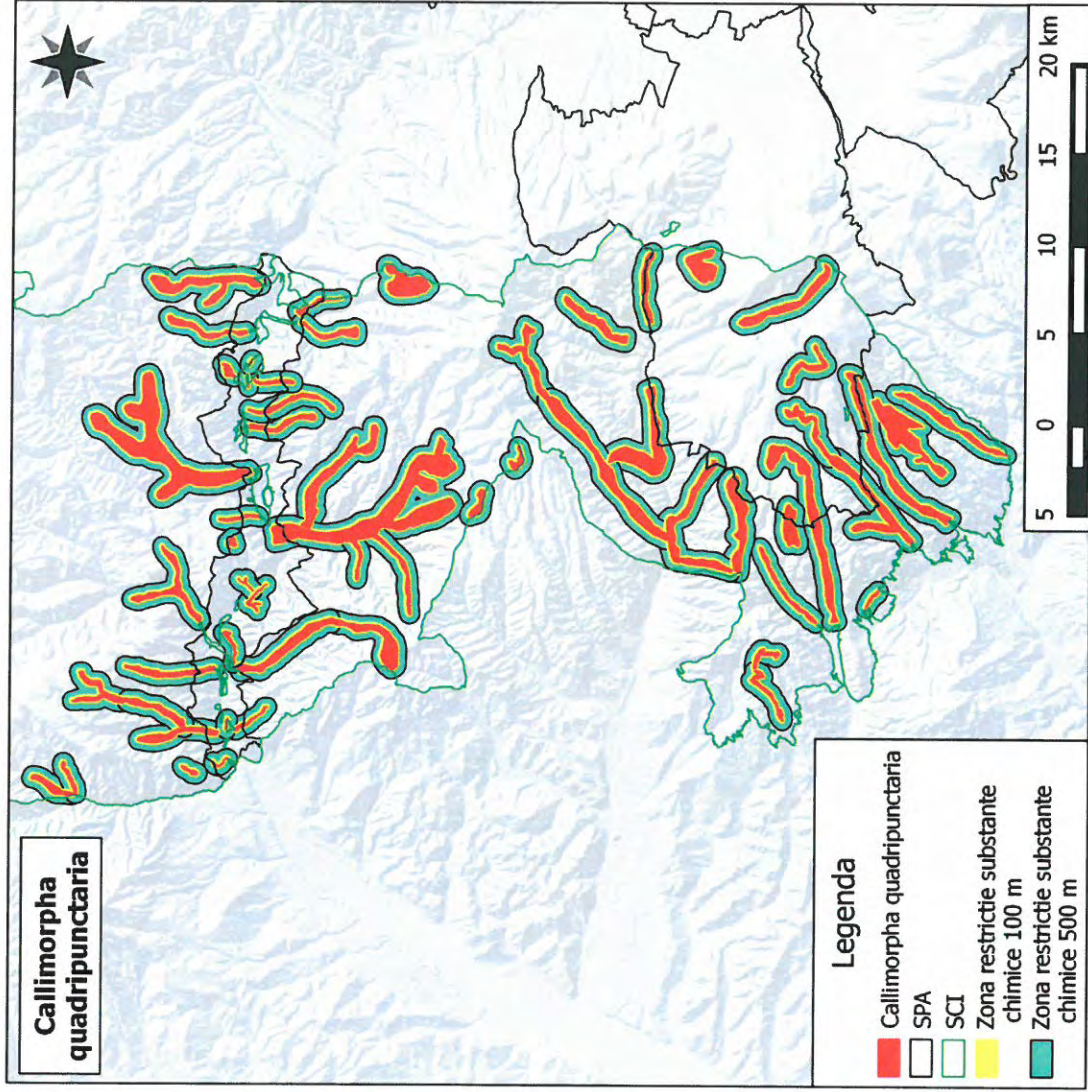 Callimorpha
quadripunctaria
Legenda
Callimorpha quadripunctaria
SPA
SCI
Zona restrictie substante
chimice 100 m
Zona restrictie substante
chimice 500 m
5 0 5 10 15 20 km